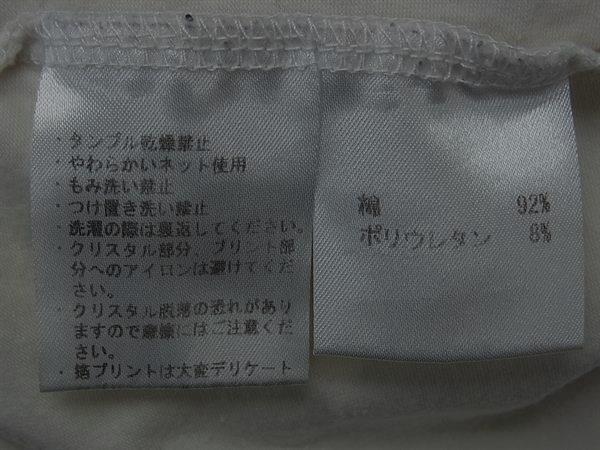 ・タンブル乾燥禁止
・やわらかいネット使用
・もみ洗い禁止
・つけ置き洗い禁止
・洗濯の際は裏返してください。
・クリスタル部分、プリント部
分へのアイロンは避けてくだ
さい。
・クリスタル脱落の恐れがあり
ますので摩擦にはご注意くだ
さい。
・箔プリントは大変デリケート
綿 92%
ポリウレタン 8%